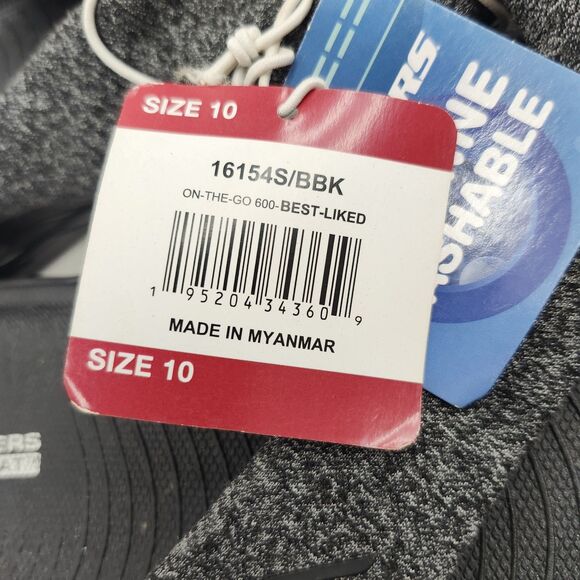 SIZE 10
16154S/BBK
ON-THE-GO 600-BEST-LIKED
1 95204 34360 9
MADE IN MYANMAR
SIZE 10